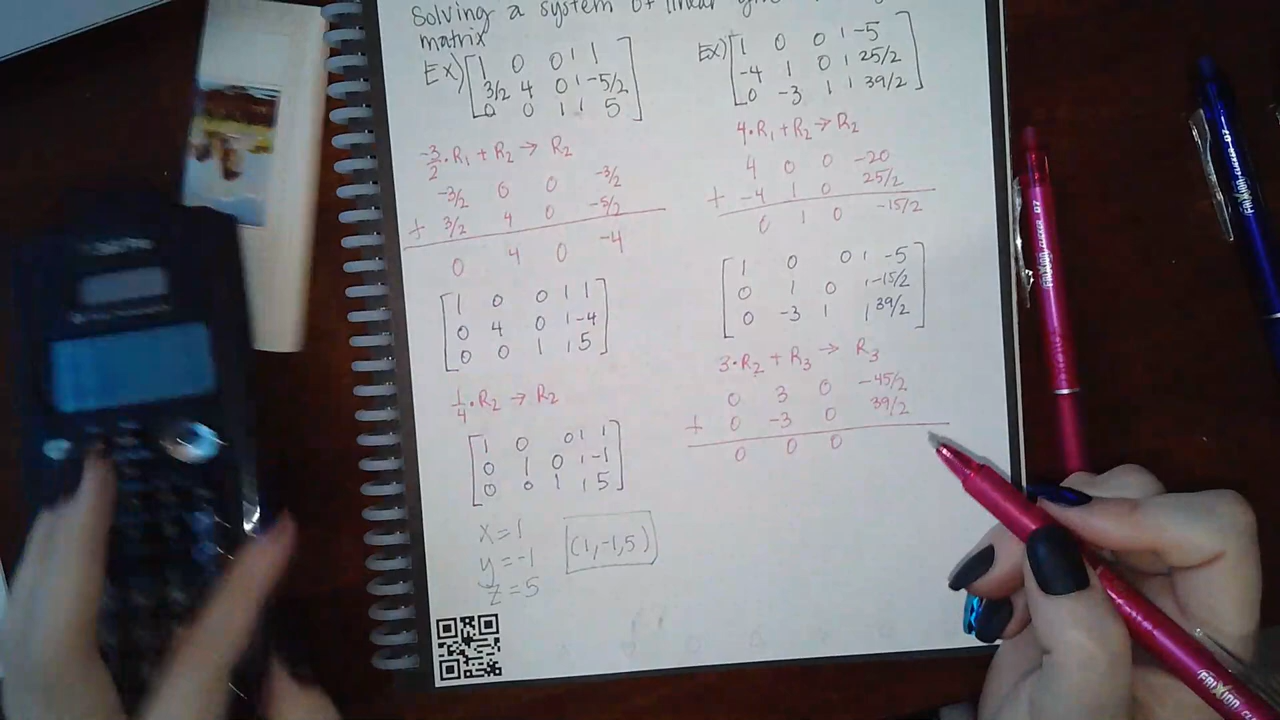 Solving a system of linear
matrix
Ex) [1 0 0 | 1]
[3/2 4 0 | -5/2]
[0 0 1 | 5]
-3/2 · R₁ + R₂ → R₂
-3/2 0 0 -3/2
+ 3/2 4 0 -5/2
0 4 0 -4
[1 0 0 | 1]
[0 4 0 | -4]
[0 0 1 | 5]
1/4 · R₂ → R₂
[1 0 0 | 1]
[0 1 0 | -1]
[0 0 1 | 5]
x = 1
y = -1
z = 5
(1, -1, 5)
Ex) [1 0 0 | -5]
[-4 1 0 | 25/2]
[0 -3 1 | 39/2]
4 · R₁ + R₂ → R₂
4 0 0 -20
+ -4 1 0 25/2
0 1 0 -15/2
[1 0 0 | -5]
[0 1 0 | -15/2]
[0 -3 1 | 39/2]
3 · R₂ + R₃ → R₃
0 3 0 -45/2
+ 0 -3 0 39/2
0 0 0
FRIXION CLICKER 07
FRIXION
FRIXION